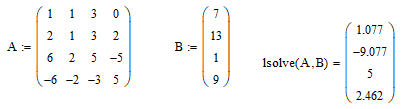 A := ( 1 1 3 0
2 1 3 2
6 2 5 −5
−6 −2 −3 5 )
B := ( 7
13
1
9 )
lsolve(A,B) = ( 1.077
−9.077
5
2.462 )